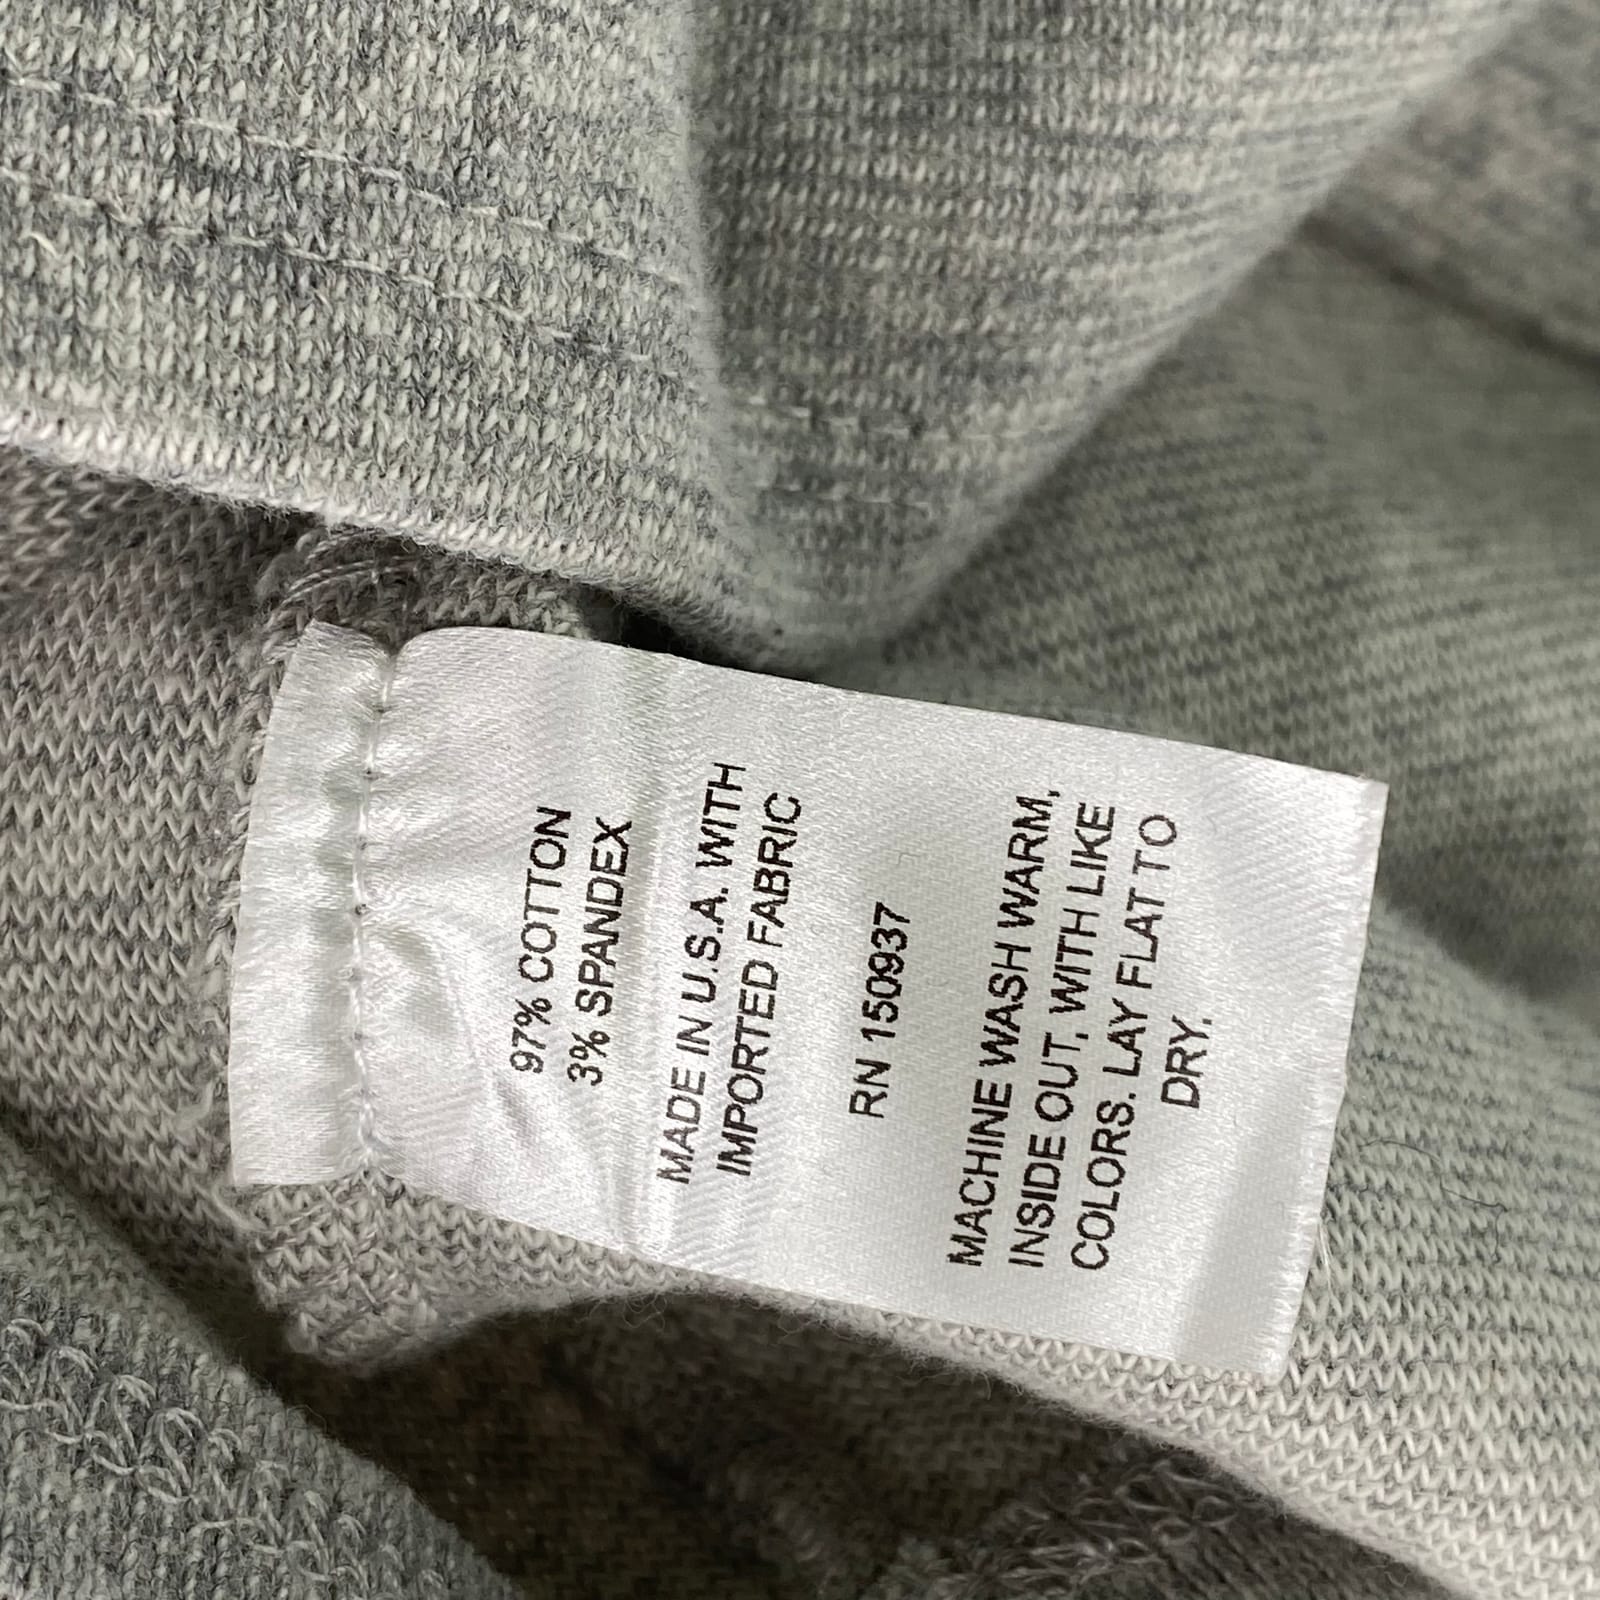 97% COTTON
3% SPANDEX
MADE IN U.S.A. WITH
IMPORTED FABRIC
RN 150937
MACHINE WASH WARM,
INSIDE OUT, WITH LIKE
COLORS. LAY FLAT TO
DRY.